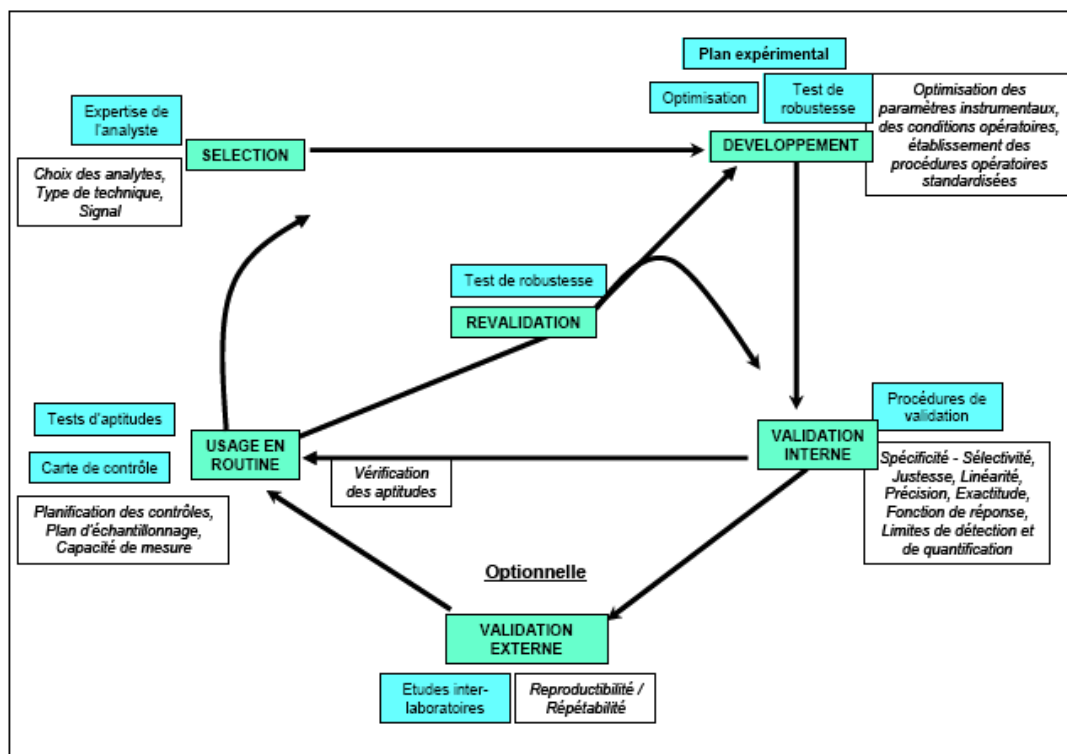 Plan expérimental
Optimisation
Test de
robustesse
Optimisation des
paramètres instrumentaux,
des conditions opératoires,
établissement des
procédures opératoires
standardisées
DEVELOPPEMENT
Expertise de
l'analyste
SELECTION
Choix des analytes,
Type de technique,
Signal
Test de robustesse
REVALIDATION
Tests d'aptitudes
Carte de contrôle
USAGE EN
ROUTINE
Planification des contrôles,
Plan d'échantillonnage,
Capacité de mesure
Vérification
des aptitudes
VALIDATION
INTERNE
Procédures de
validation
Spécificité - Sélectivité,
Justesse, Linéarité,
Précision, Exactitude,
Fonction de réponse,
Limites de détection et
de quantification
Optionnelle
VALIDATION
EXTERNE
Etudes inter-
laboratoires
Reproductibilité /
Répétabilité